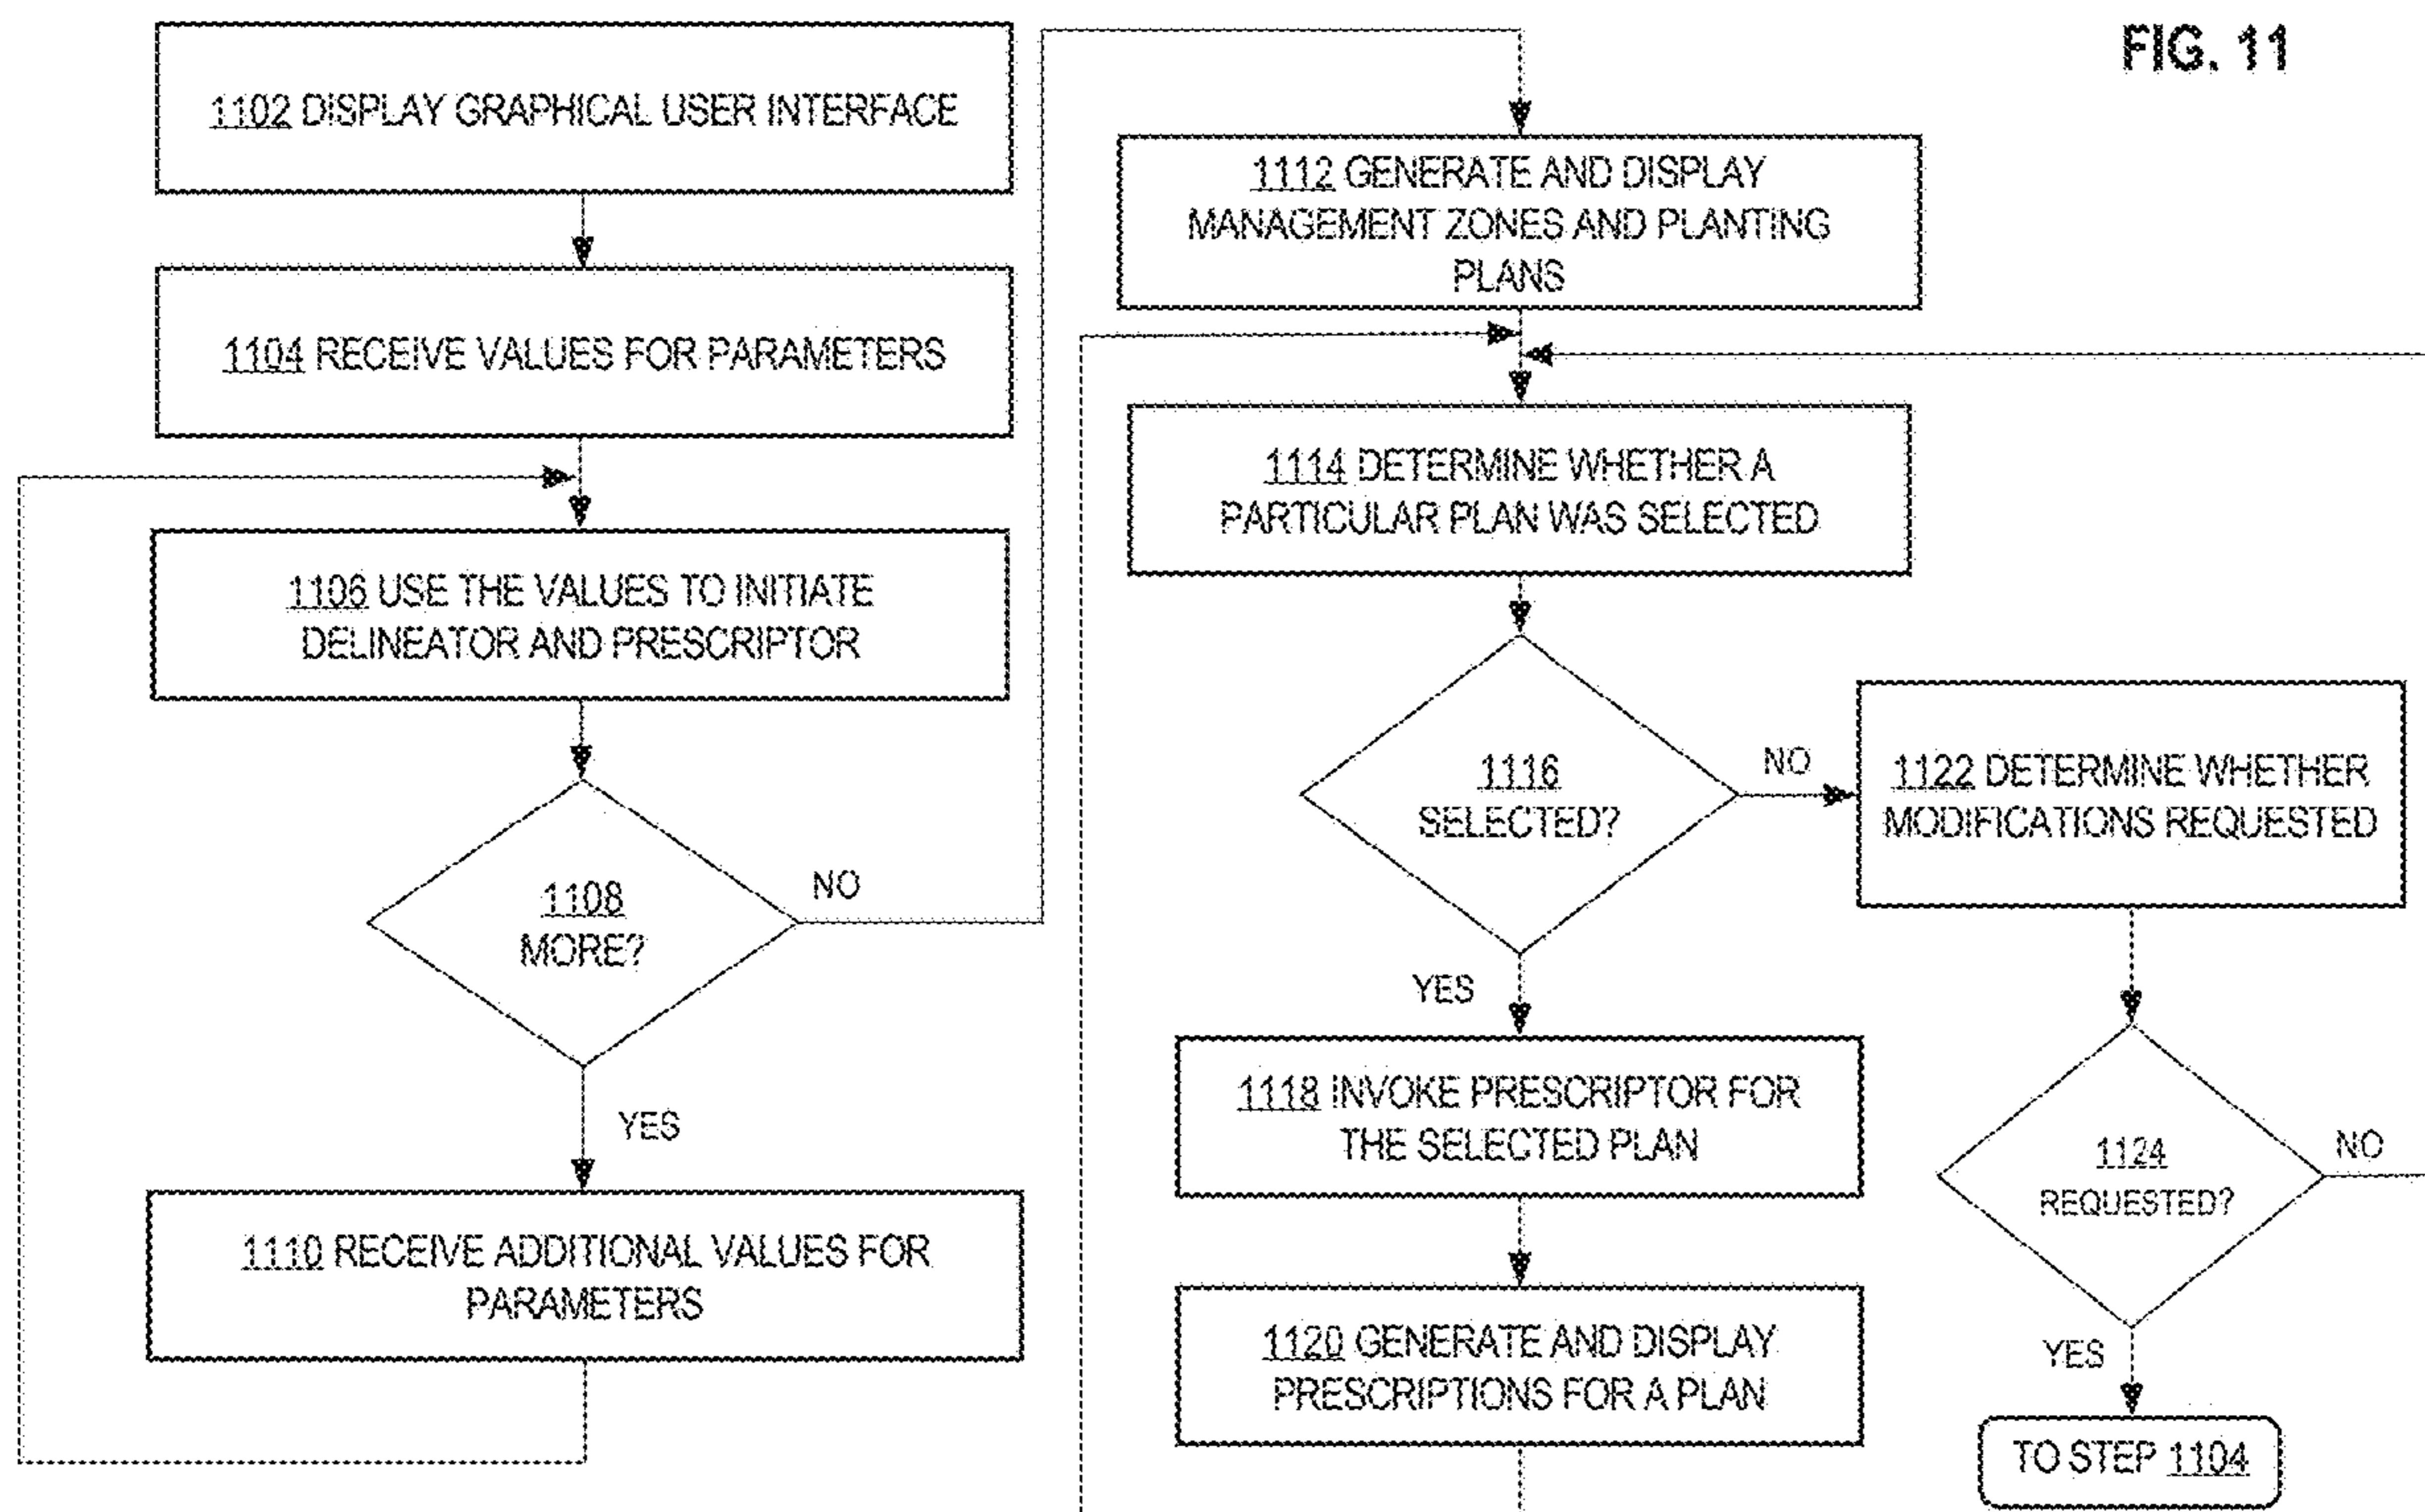 FIG. 11
1102 DISPLAY GRAPHICAL USER INTERFACE
1104 RECEIVE VALUES FOR PARAMETERS
1106 USE THE VALUES TO INITIATE
DELINEATOR AND PRESCRIPTOR
1108
MORE?
NO
YES
1110 RECEIVE ADDITIONAL VALUES FOR
PARAMETERS
1112 GENERATE AND DISPLAY
MANAGEMENT ZONES AND PLANTING
PLANS
1114 DETERMINE WHETHER A
PARTICULAR PLAN WAS SELECTED
1116
SELECTED?
NO
YES
1118 INVOKE PRESCRIPTOR FOR
THE SELECTED PLAN
1120 GENERATE AND DISPLAY
PRESCRIPTIONS FOR A PLAN
1122 DETERMINE WHETHER
MODIFICATIONS REQUESTED
1124
REQUESTED?
NO
YES
TO STEP 1104